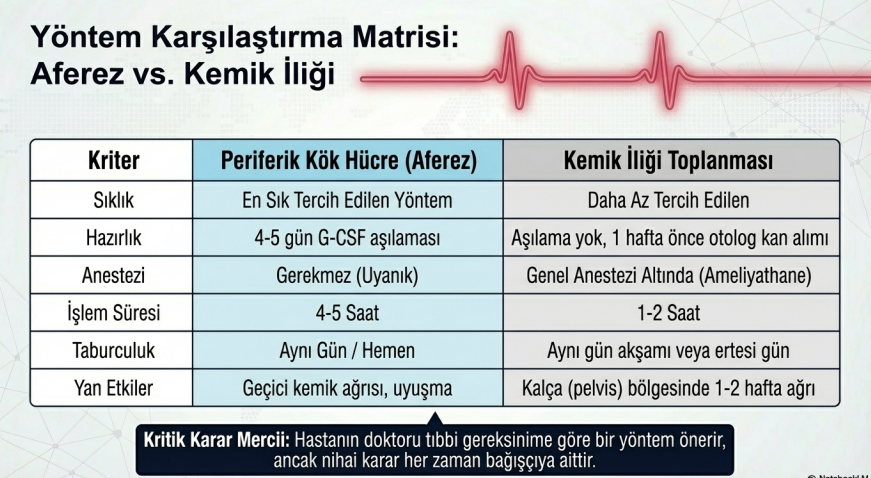 Yöntem Karşılaştırma Matrisi:
Aferez vs. Kemik İliği
Kriter Periferik Kök Hücre (Aferez) Kemik İliği Toplanması
Sıklık En Sık Tercih Edilen Yöntem Daha Az Tercih Edilen
Hazırlık 4-5 gün G-CSF aşılaması Aşılama yok, 1 hafta önce otolog kan alımı
Anestezi Gerekmez (Uyanık) Genel Anestezi Altında (Ameliyathane)
İşlem Süresi 4-5 Saat 1-2 Saat
Taburculuk Aynı Gün / Hemen Aynı gün akşamı veya ertesi gün
Yan Etkiler Geçici kemik ağrısı, uyuşma Kalça (pelvis) bölgesinde 1-2 hafta ağrı
Kritik Karar Mercii: Hastanın doktoru tıbbi gereksinime göre bir yöntem önerir,
ancak nihai karar her zaman bağışçıya aittir.